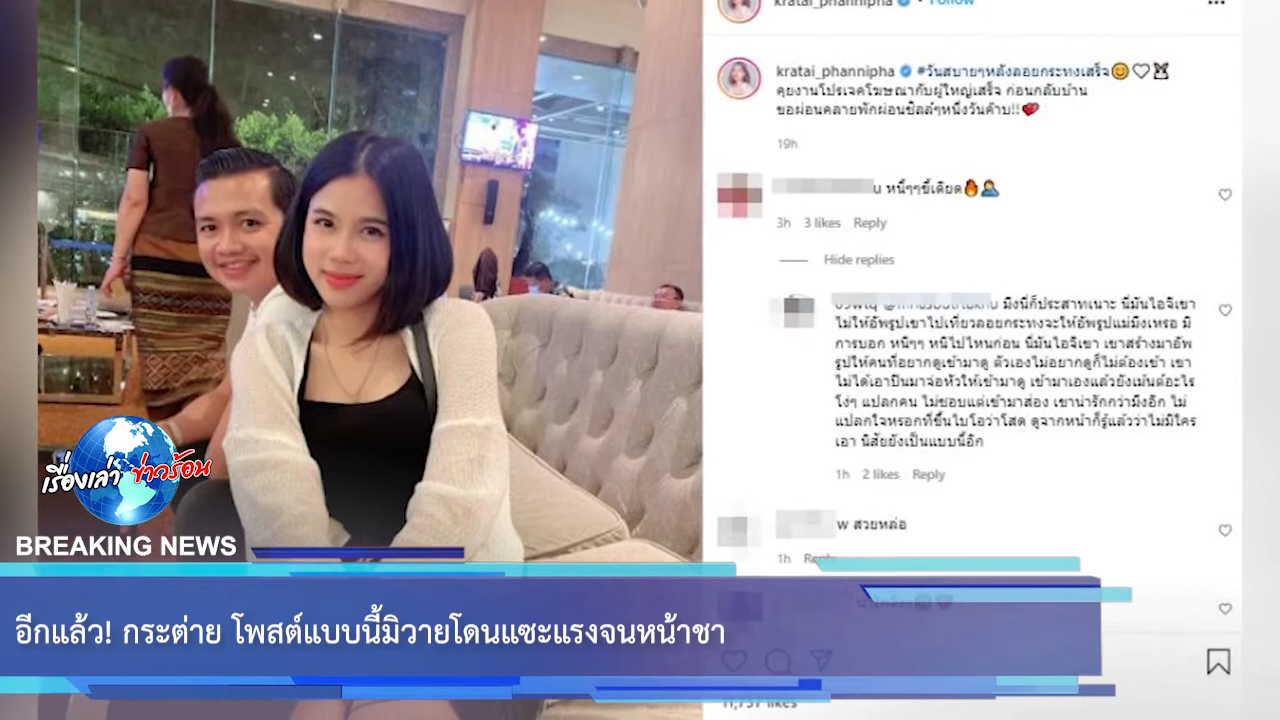 kratai_phannipha • Follow
kratai_phannipha #วันสบายๆหลังลอยกระทงเสร็จ
คุยงานโปรเจคโฆษณากับผู้ใหญ่เสร็จ ก่อนกลับบ้าน
ขอผ่อนคลายพักผ่อนชิลล์ๆหนึ่งวันค้าบ!!
19h
หนี้ๆๆขี้เดียด
3h 3 likes Reply
Hide replies
มึงนี่ก็ประสาทเนาะ นี่มันไอจีเขา
ไม่ให้อัพรูปเขาไปเที่ยวลอยกระทงจะให้อัพรูปแม่มึงเหรอ มี
การบอก หนีๆๆ หนีไปไหนก่อน นี่มันไอจีเขา เขาสร้างมาอัพ
รูปให้คนที่อยากดูเข้ามาดู ตัวเองไม่อยากดูก็ไม่ต้องเข้า เขา
ไม่ได้เอาปืนมาจ่อหัวให้เข้ามาดู เข้ามาเองแล้วยังเม้นต์อะไร
โง่ๆ แปลกคน ไม่ชอบแต่เข้ามาส่อง เขาน่ารักกว่ามึงอีก ไม่
แปลกใจหรอกที่ขึ้นไบโอว่าโสด ดูจากหน้าก็รู้แล้วว่าไม่มีใคร
เอา นิสัยยังเป็นแบบนี้อีก
1h 2 likes Reply
w สวยหล่อ
1h Reply
เรื่องเล่า ข่าวร้อน
BREAKING NEWS
อีกแล้ว! กระต่าย โพสต์แบบนี้มิวายโดนแซะแรงจนหน้าชา
11,757 likes